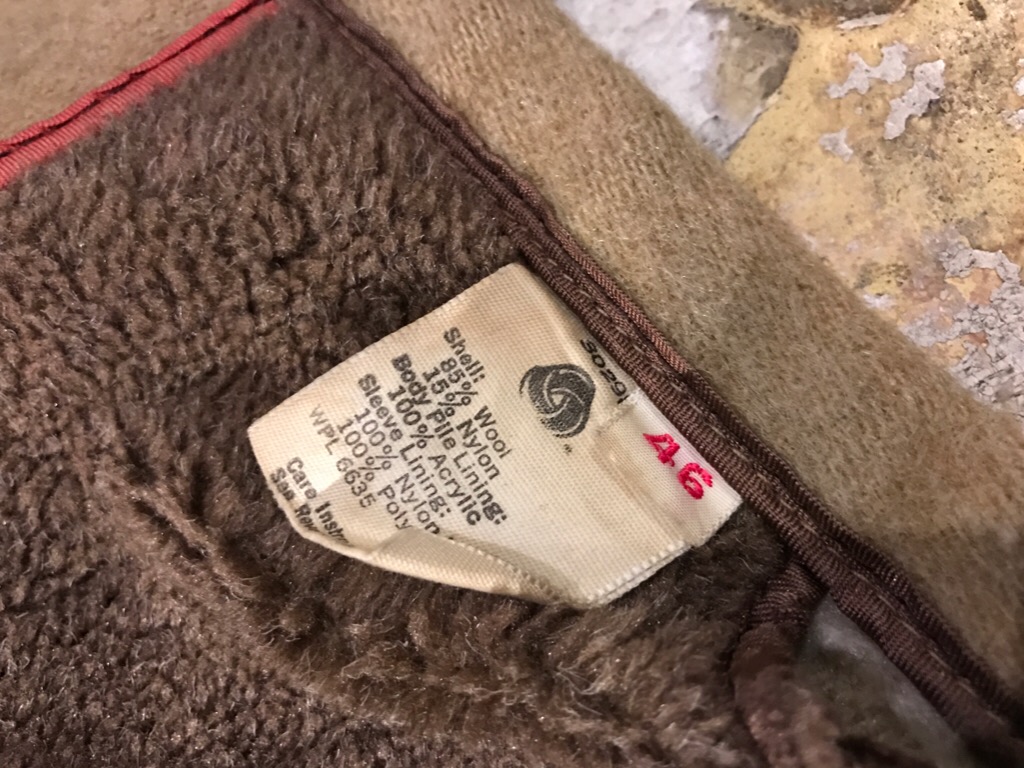 Shell:
85% Wool
15% Nylon
Body Pile Lining:
100% Acrylic
Sleeve Lining:
100% Nylon
100% Poly
WPL 6635
Care
46